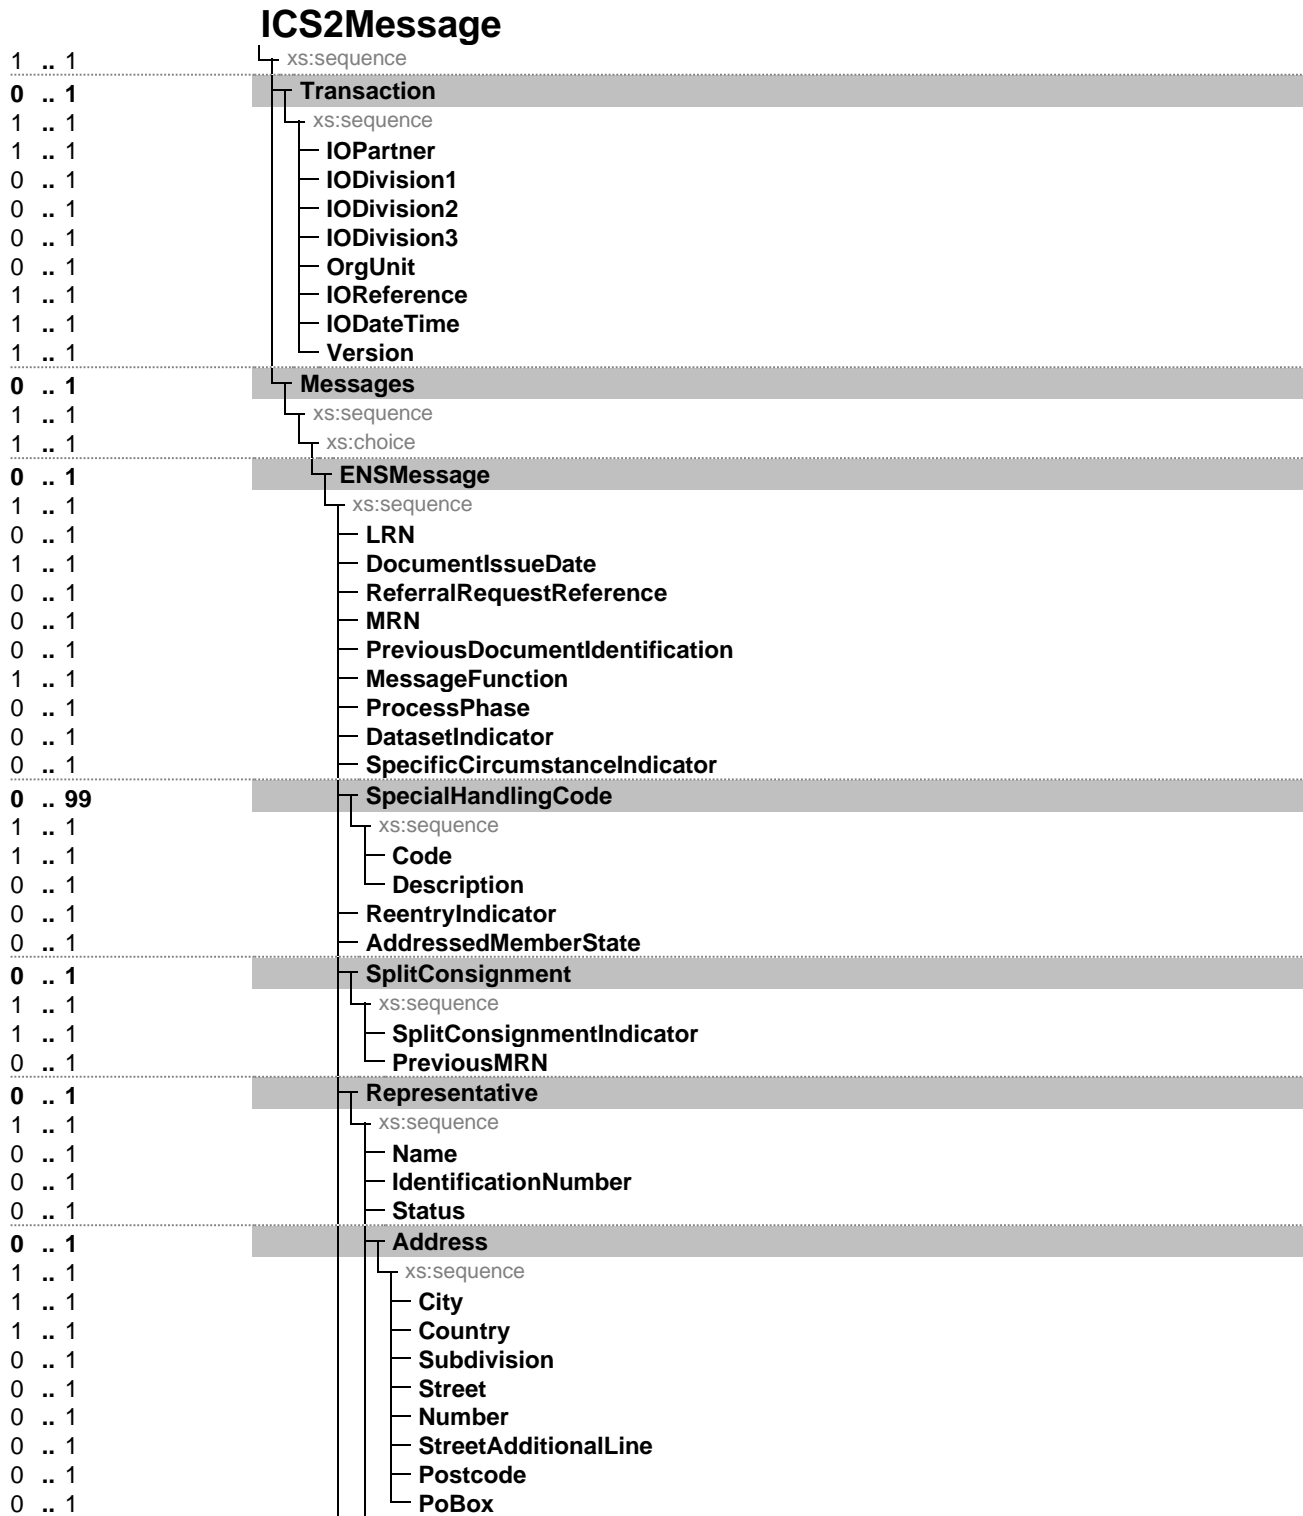 ICS2Message
1 .. 1 xs:sequence
0 .. 1 Transaction
1 .. 1 xs:sequence
1 .. 1 IOPartner
0 .. 1 IODivision1
0 .. 1 IODivision2
0 .. 1 IODivision3
0 .. 1 OrgUnit
1 .. 1 IOReference
1 .. 1 IODateTime
1 .. 1 Version
0 .. 1 Messages
1 .. 1 xs:sequence
1 .. 1 xs:choice
0 .. 1 ENSMessage
1 .. 1 xs:sequence
0 .. 1 LRN
1 .. 1 DocumentIssueDate
0 .. 1 ReferralRequestReference
0 .. 1 MRN
0 .. 1 PreviousDocumentIdentification
1 .. 1 MessageFunction
0 .. 1 ProcessPhase
0 .. 1 DatasetIndicator
0 .. 1 SpecificCircumstanceIndicator
0 .. 99 SpecialHandlingCode
1 .. 1 xs:sequence
1 .. 1 Code
0 .. 1 Description
0 .. 1 ReentryIndicator
0 .. 1 AddressedMemberState
0 .. 1 SplitConsignment
1 .. 1 xs:sequence
1 .. 1 SplitConsignmentIndicator
0 .. 1 PreviousMRN
0 .. 1 Representative
1 .. 1 xs:sequence
0 .. 1 Name
0 .. 1 IdentificationNumber
0 .. 1 Status
0 .. 1 Address
1 .. 1 xs:sequence
1 .. 1 City
1 .. 1 Country
0 .. 1 Subdivision
0 .. 1 Street
0 .. 1 Number
0 .. 1 StreetAdditionalLine
0 .. 1 Postcode
0 .. 1 PoBox